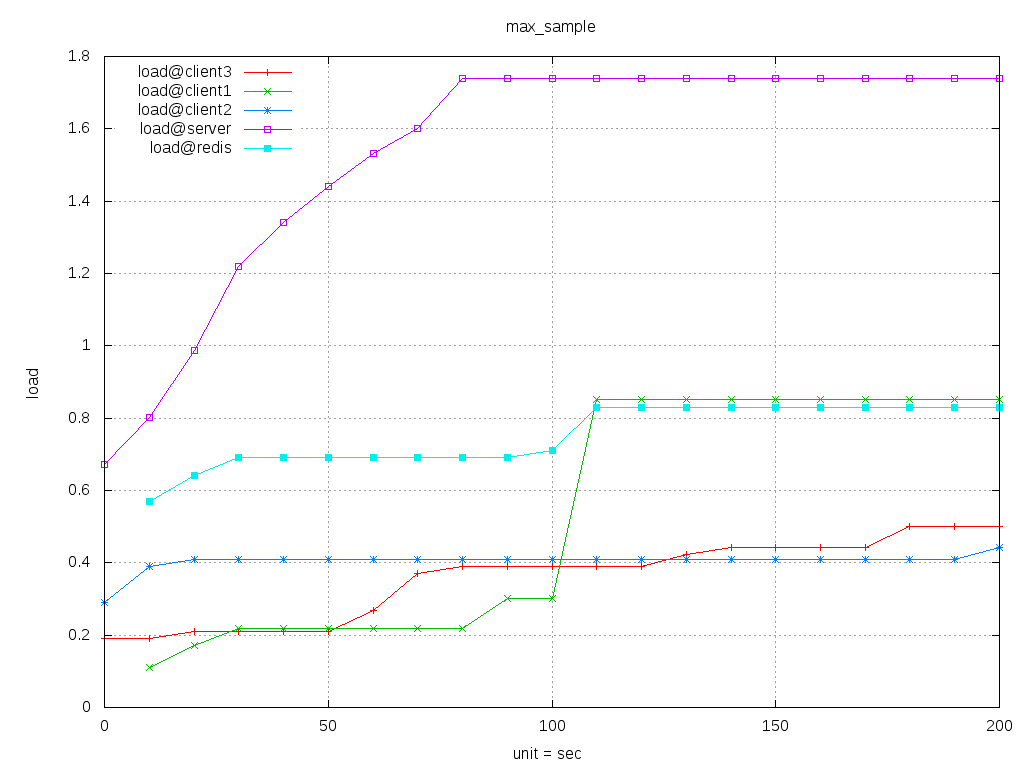 max_sample
1.8
load@client3
load@client1
load@client2
load@server
load@redis
1.6
1.4
1.2
1
load
0.8
0.6
0.4
0.2
0
0 50 100 150 200
unit = sec